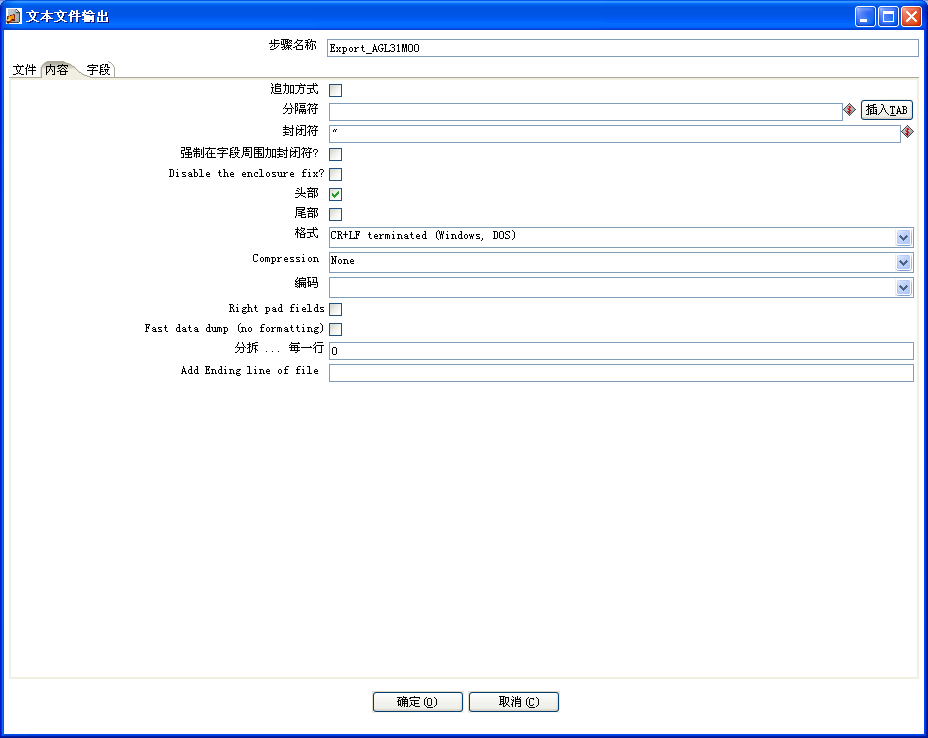 文本文件输出
步骤名称 Export_AGL31M00
文件 内容 字段
追加方式
分隔符 插入TAB
封闭符 "
强制在字段周围加封闭符?
Disable the enclosure fix?
头部
尾部
格式 CR+LF terminated (Windows, DOS)
Compression None
编码
Right pad fields
Fast data dump (no formatting)
分拆 ... 每一行 0
Add Ending line of file
确定(O) 取消(C)